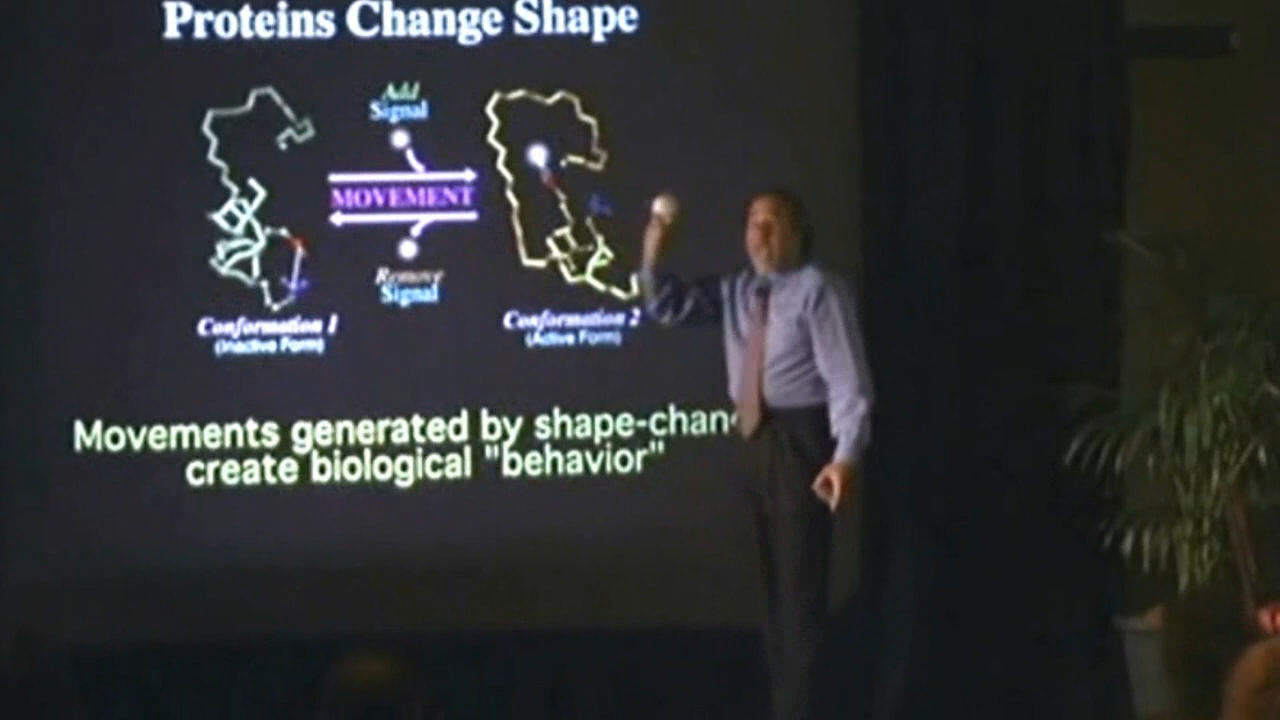 Proteins Change Shape
Add
Signal
MOVEMENT
Remove
Signal
Conformation 1
(Inactive Form)
Conformation 2
(Active Form)
Movements generated by shape-chan
create biological "behavior"